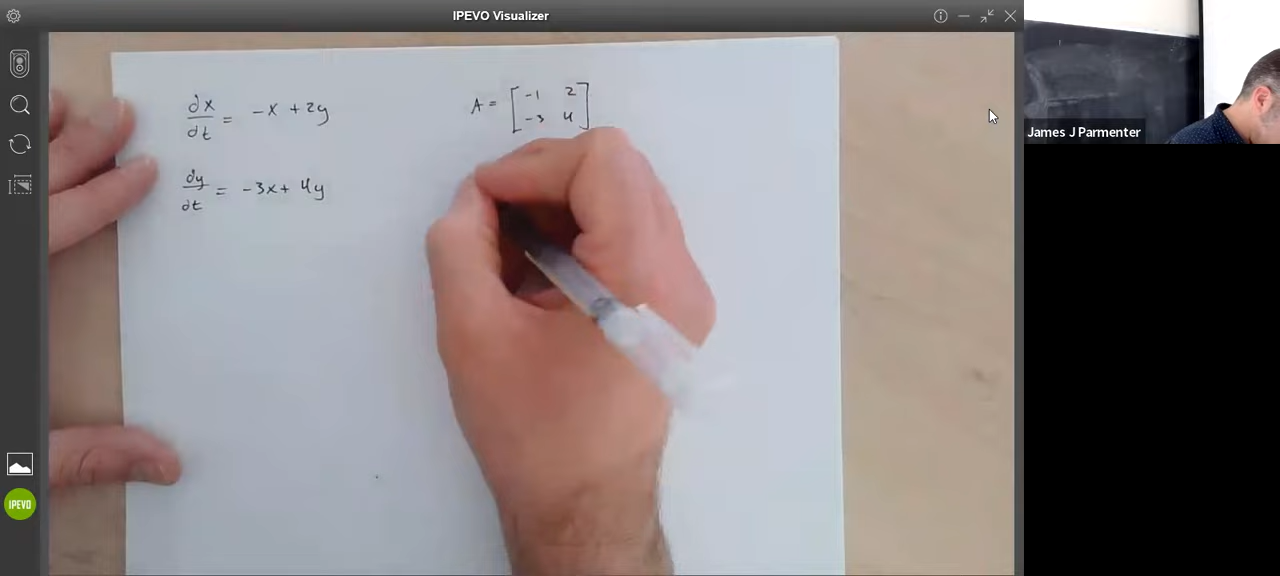 IPEVO Visualizer
dx/dt = -x + 2y
A = [-1 2
-3 4]
dy/dt = -3x + 4y
James J Parmenter
IPEVO